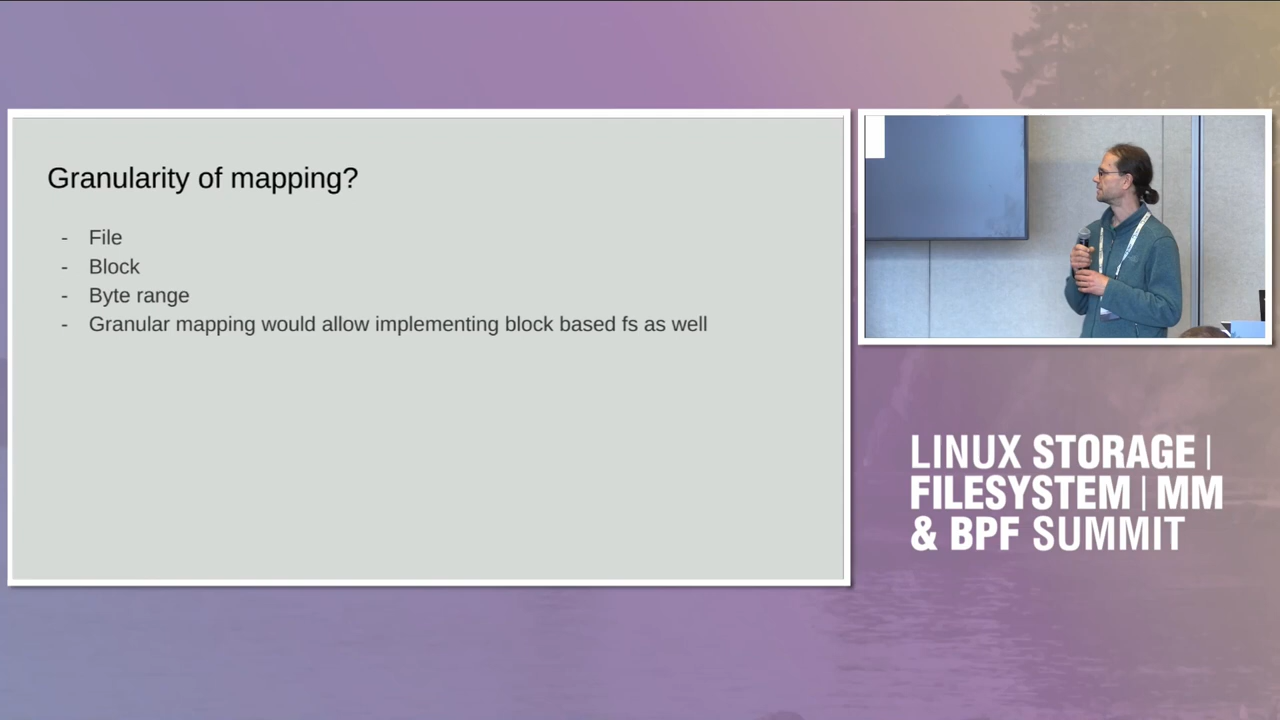 Granularity of mapping?
- File
- Block
- Byte range
- Granular mapping would allow implementing block based fs as well
LINUX STORAGE |
FILESYSTEM | MM
& BPF SUMMIT